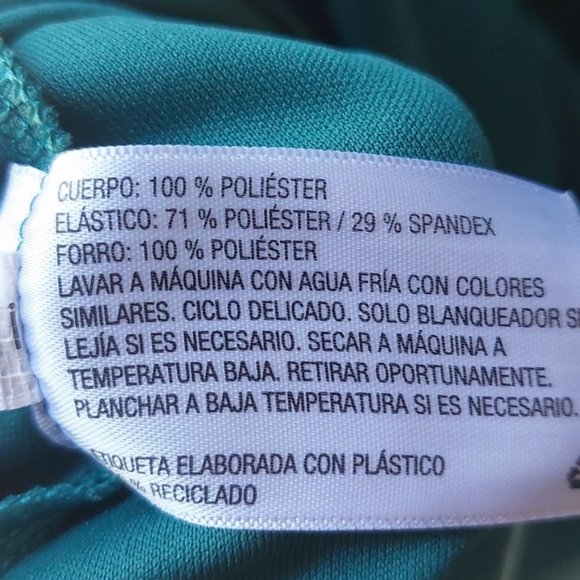 CUERPO: 100 % POLIÉSTER
ELÁSTICO: 71 % POLIÉSTER / 29 % SPANDEX
FORRO: 100 % POLIÉSTER
LAVAR A MÁQUINA CON AGUA FRÍA CON COLORES
SIMILARES. CICLO DELICADO. SOLO BLANQUEADOR
LEJÍA SI ES NECESARIO. SECAR A MÁQUINA A
TEMPERATURA BAJA. RETIRAR OPORTUNAMENTE.
PLANCHAR A BAJA TEMPERATURA SI ES NECESARIO.
ETIQUETA ELABORADA CON PLÁSTICO
% RECICLADO